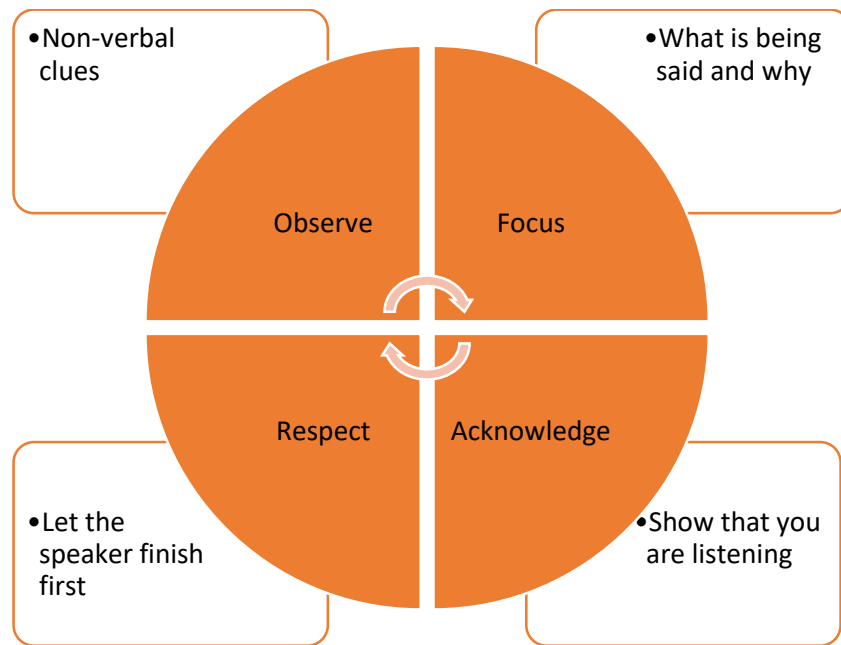 •Non-verbal
clues
•What is being
said and why
Observe
Focus
Respect
Acknowledge
•Let the
speaker finish
first
•Show that you
are listening